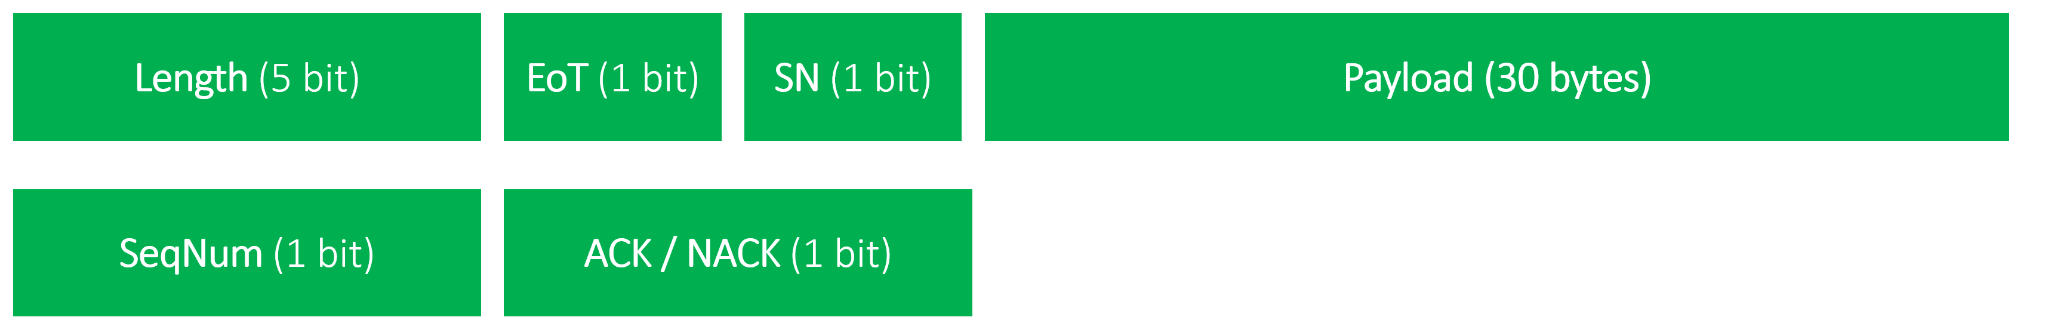 Length (5 bit) EoT (1 bit) SN (1 bit) Payload (30 bytes)
SeqNum (1 bit) ACK / NACK (1 bit)